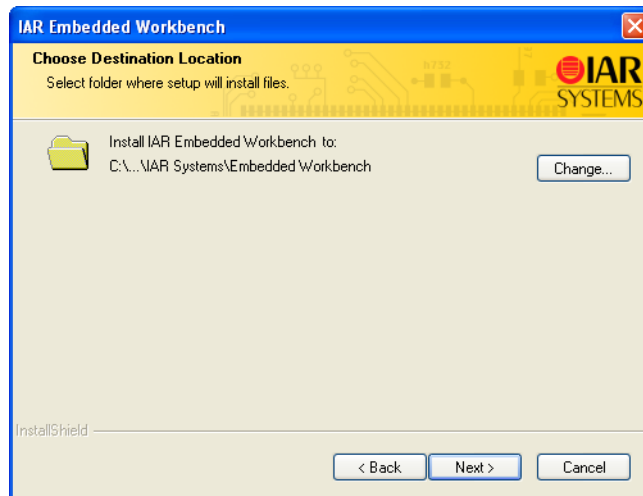 IAR Embedded Workbench
Choose Destination Location
Select folder where setup will install files.
h732
IAR
SYSTEMS
Install IAR Embedded Workbench to:
C:\...\IAR Systems\Embedded Workbench
Change...
InstallShield
< Back
Next >
Cancel